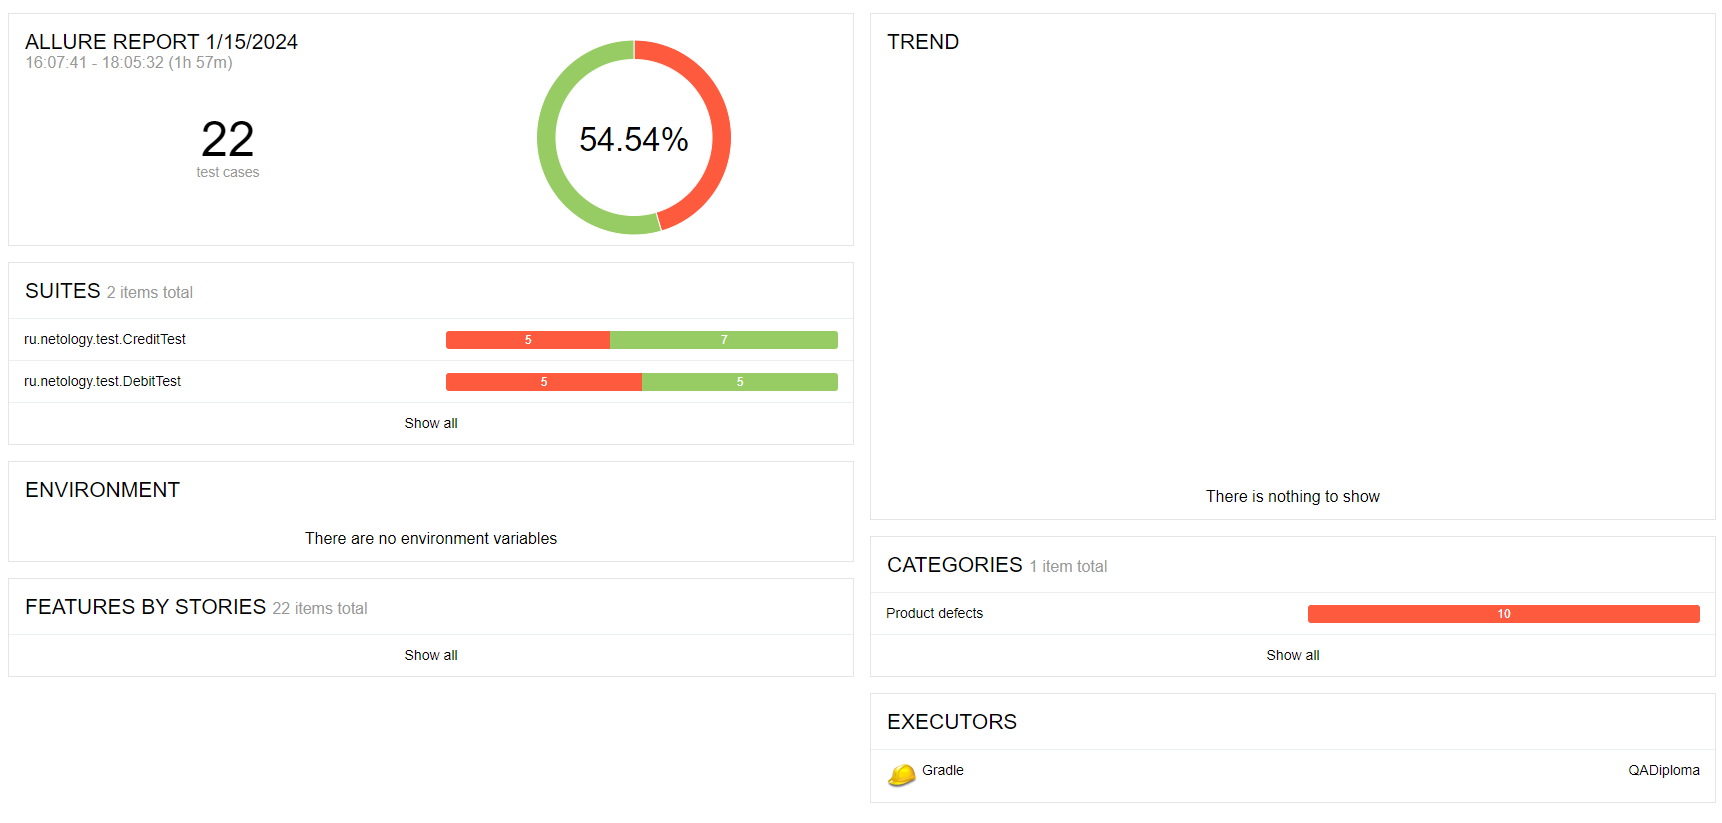 ALLURE REPORT 1/15/2024
16:07:41 - 18:05:32 (1h 57m)
22
test cases
54.54%
SUITES 2 items total
ru.netology.test.CreditTest 5 7
ru.netology.test.DebitTest 5 5
Show all
ENVIRONMENT
There are no environment variables
FEATURES BY STORIES 22 items total
Show all
TREND
There is nothing to show
CATEGORIES 1 item total
Product defects 10
Show all
EXECUTORS
Gradle QADiploma